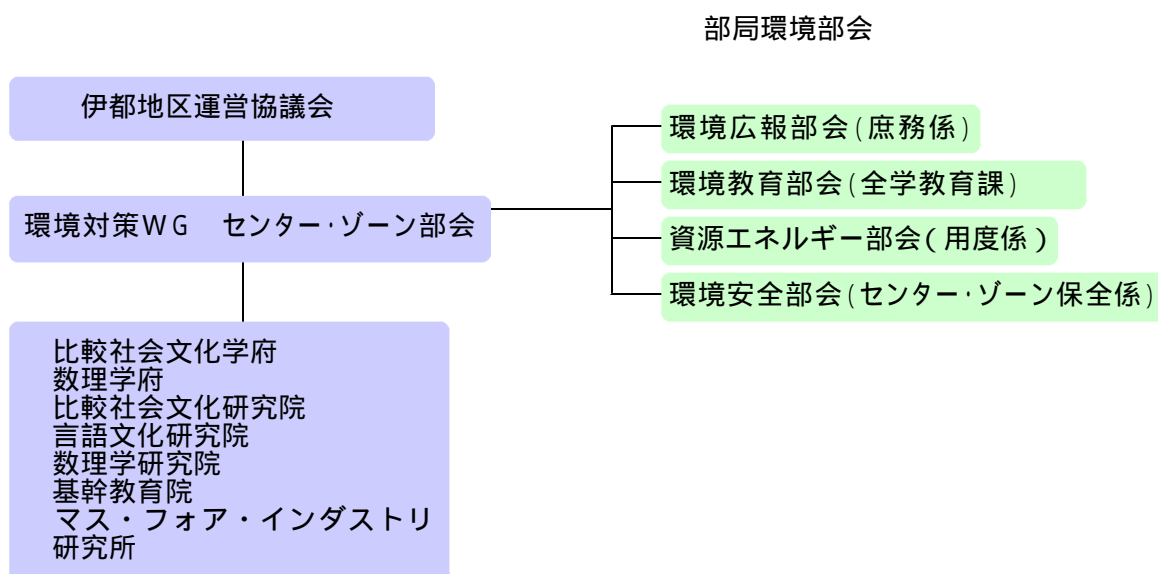 部局環境部会
伊都地区運営協議会
環境対策WG　センター・ゾーン部会
環境広報部会(庶務係)
環境教育部会(全学教育課)
資源エネルギー部会(用度係)
環境安全部会(センター・ゾーン保全係)
比較社会文化学府
数理学府
比較社会文化研究院
言語文化研究院
数理学研究院
基幹教育院
マス・フォア・インダストリ
研究所